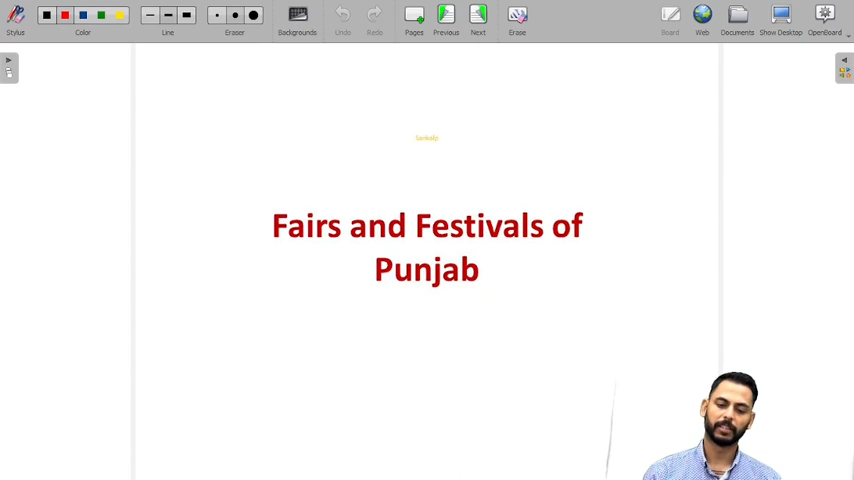 Stylus
Color
Line
Eraser
Backgrounds
Undo
Redo
Pages
Previous
Next
Erase
Board
Web
Documents
Show Desktop
OpenBoard
Fairs and Festivals of
Punjab